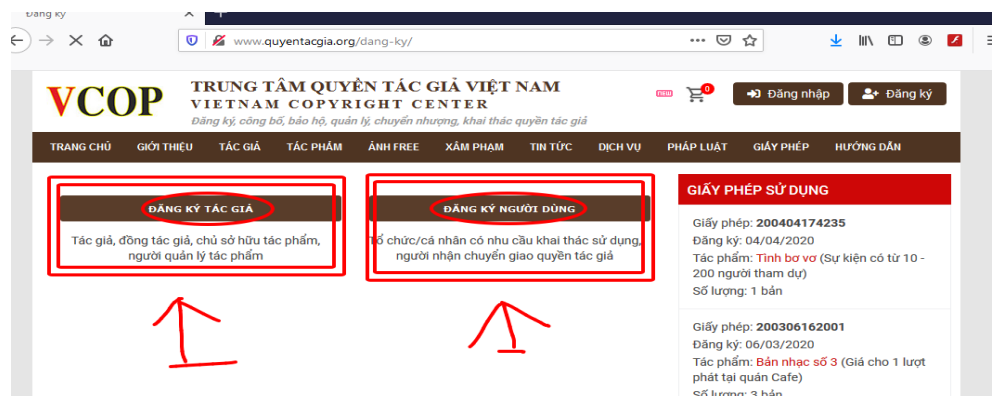 Đăng ký
www.quyentacgia.org/dang-ky/
VCOP
TRUNG TÂM QUYỀN TÁC GIẢ VIỆT NAM
VIETNAM COPYRIGHT CENTER
Đăng ký, công bố, bảo hộ, quản lý, chuyển nhượng, khai thác quyền tác giả
NEW
0
Đăng nhập
Đăng ký
TRANG CHỦ GIỚI THIỆU TÁC GIẢ TÁC PHẨM ẢNH FREE XÂM PHẠM TIN TỨC DỊCH VỤ PHÁP LUẬT GIẤY PHÉP HƯỚNG DẪN
ĐĂNG KÝ TÁC GIẢ
Tác giả, đồng tác giả, chủ sở hữu tác phẩm,
người quản lý tác phẩm
ĐĂNG KÝ NGƯỜI DÙNG
Tổ chức/cá nhân có nhu cầu khai thác sử dụng,
người nhận chuyển giao quyền tác giả
GIẤY PHÉP SỬ DỤNG
Giấy phép: 200404174235
Đăng ký: 04/04/2020
Tác phẩm: Tình bơ vơ (Sự kiện có từ 10 -
200 người tham dự)
Số lượng: 1 bản
Giấy phép: 200306162001
Đăng ký: 06/03/2020
Tác phẩm: Bản nhạc số 3 (Giá cho 1 lượt
phát tại quán Cafe)
Số lượng: 3 bản